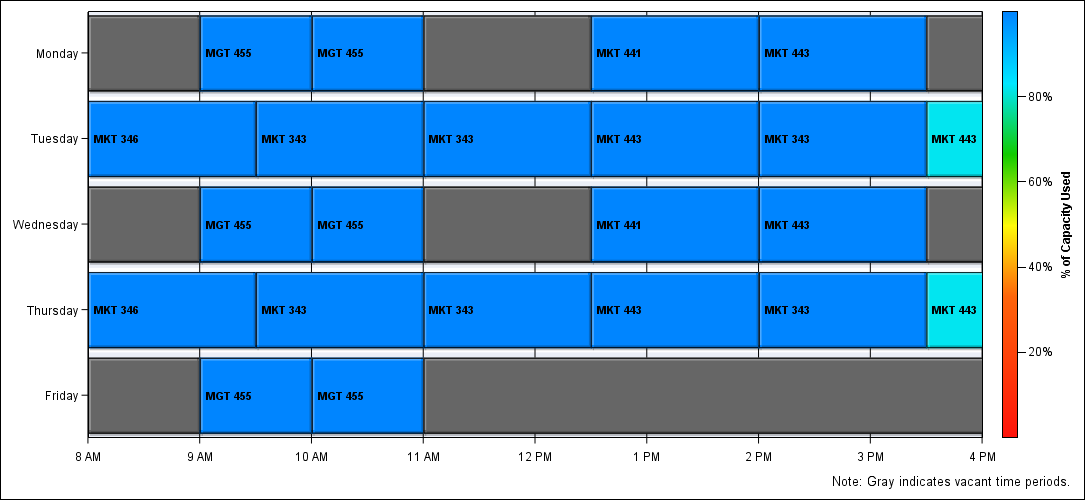 Monday
MGT 455 MGT 455 MKT 441 MKT 443
Tuesday
MKT 346 MKT 343 MKT 343 MKT 443 MKT 343 MKT 443
Wednesday
MGT 455 MGT 455 MKT 441 MKT 443
Thursday
MKT 346 MKT 343 MKT 343 MKT 443 MKT 343 MKT 443
Friday
MGT 455 MGT 455
8 AM 9 AM 10 AM 11 AM 12 PM 1 PM 2 PM 3 PM 4 PM
80%
60%
40%
20%
% of Capacity Used
Note: Gray indicates vacant time periods.